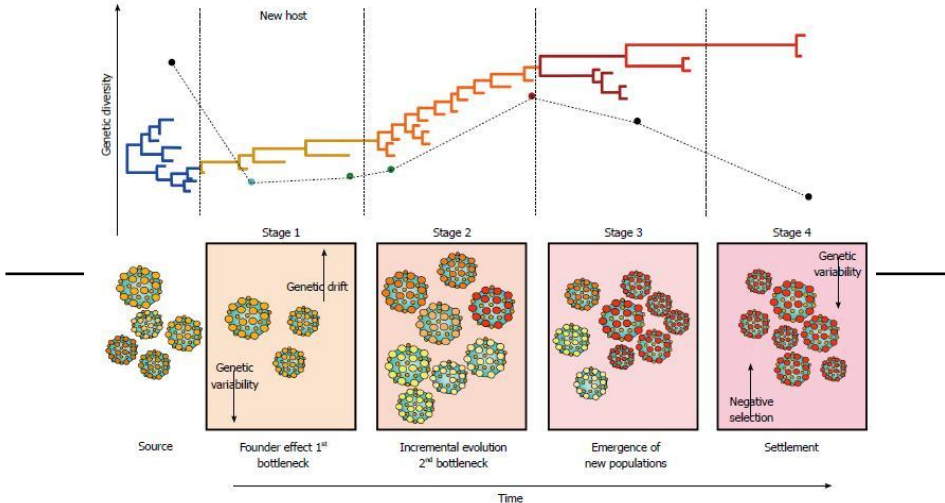 New host
Genetic diversity
Stage 1
Stage 2
Stage 3
Stage 4
Genetic drift
Genetic
variability
Genetic
variability
Negative
selection
Source
Founder effect 1st
bottleneck
Incremental evolution
2nd bottleneck
Emergence of
new populations
Settlement
Time